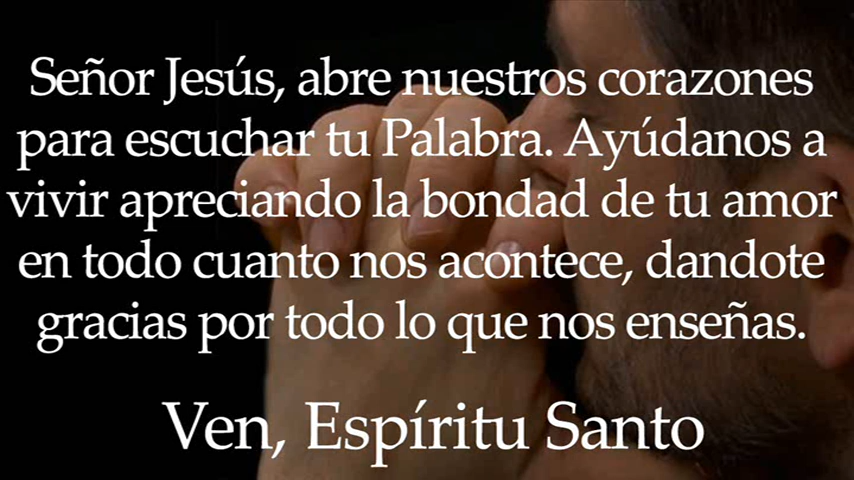 Señor Jesús, abre nuestros corazones
para escuchar tu Palabra. Ayúdanos a
vivir apreciando la bondad de tu amor
en todo cuanto nos acontece, dandote
gracias por todo lo que nos enseñas.
Ven, Espíritu Santo